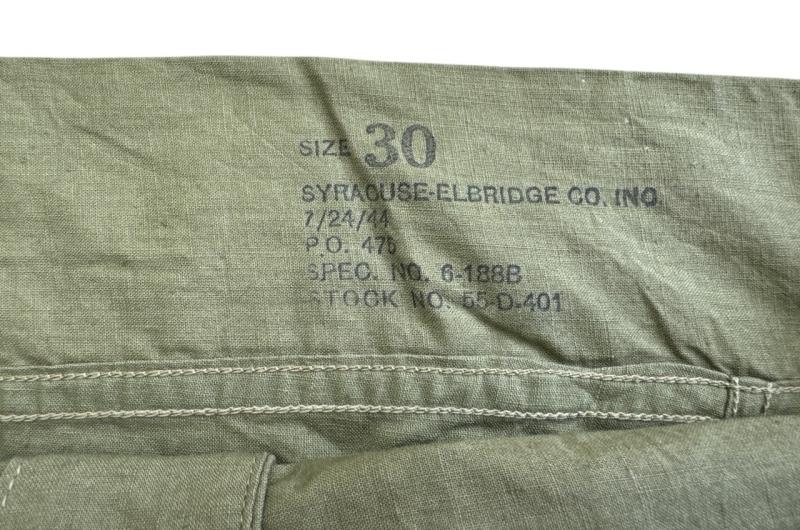 SIZE 30
SYRACUSE-ELBRIDGE CO. INC.
7/24/44
P.O. 475
SPEC. NO. 6-188B
STOCK NO. 55-D-401